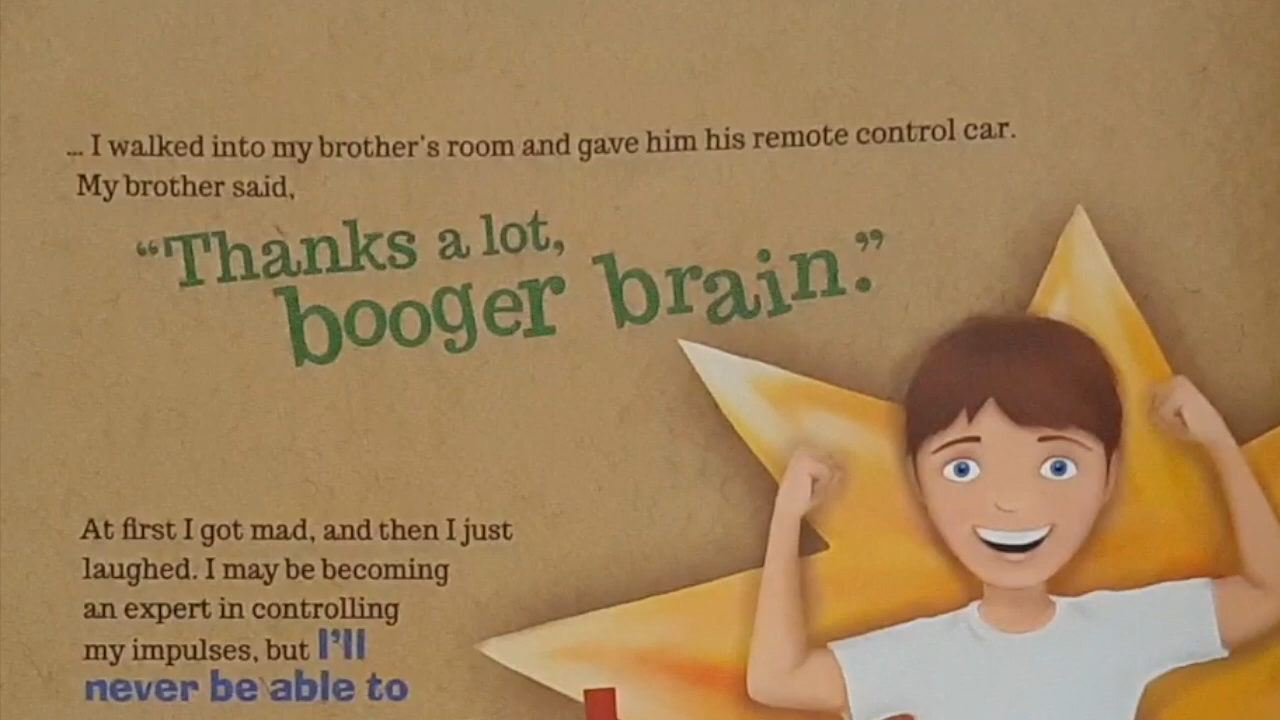 ... I walked into my brother's room and gave him his remote control car.
My brother said,
“Thanks a lot,
booger brain.”
At first I got mad, and then I just
laughed. I may be becoming
an expert in controlling
my impulses, but I'll
never be able to